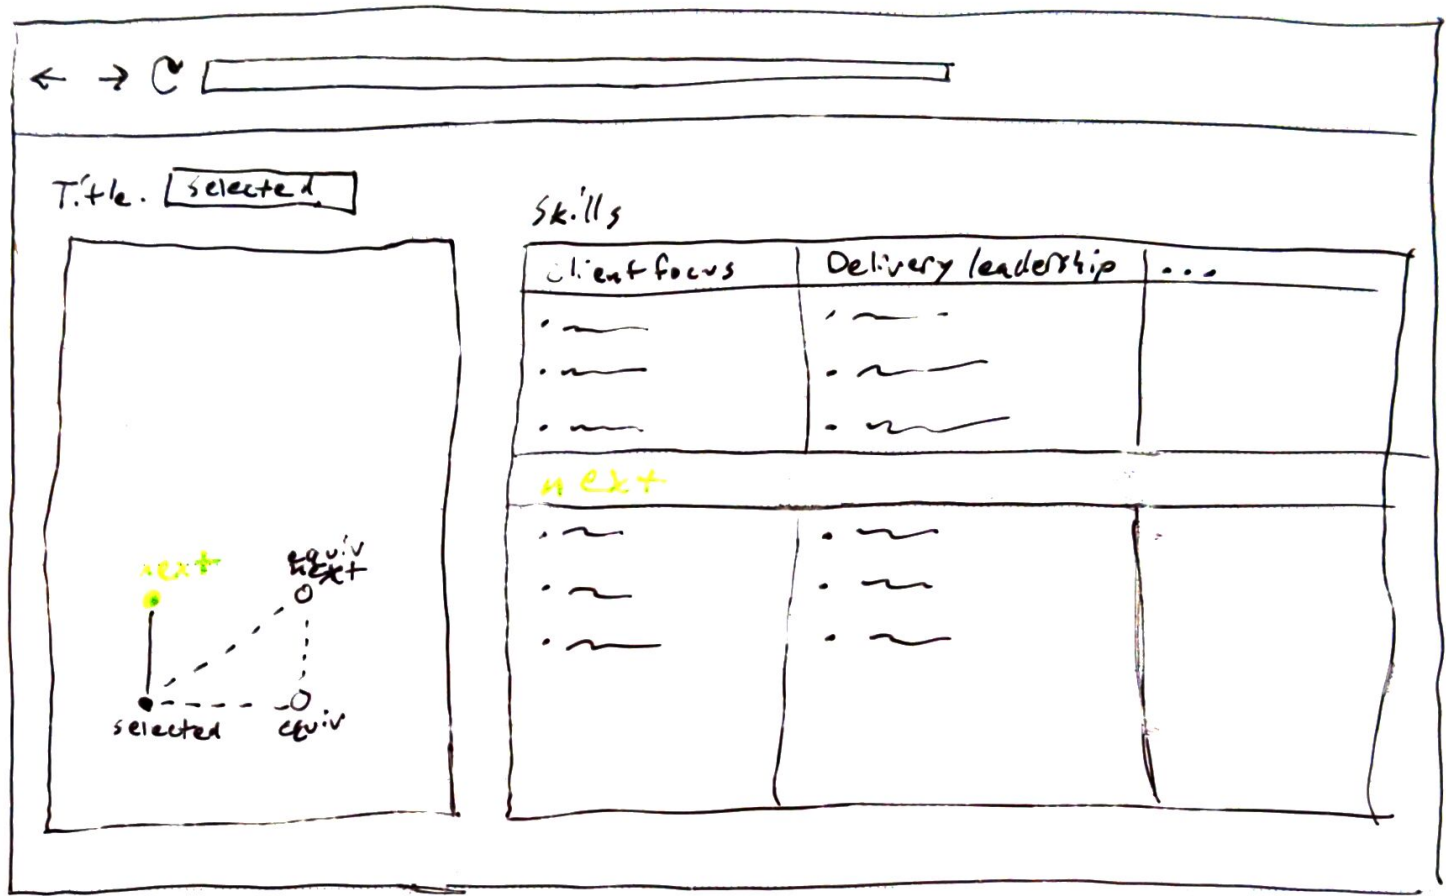 Title. selected
Skills
Client focus Delivery leadership ...
next
next
equiv
next
selected
equiv